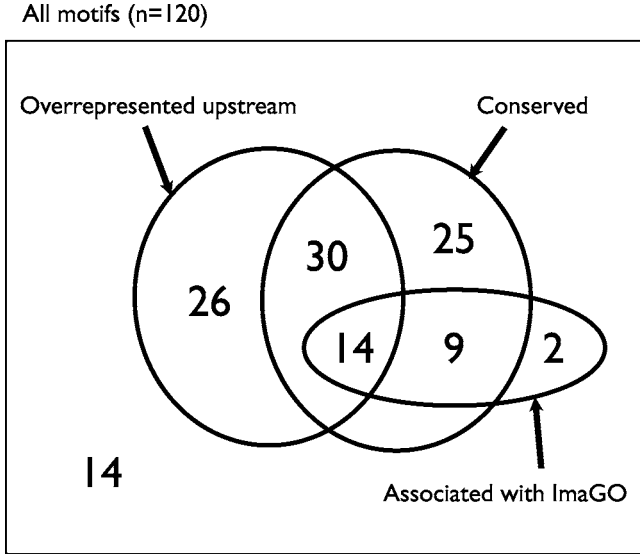 All motifs (n=120)
Overrepresented upstream
Conserved
30
25
26
14
9
2
14
Associated with ImaGO